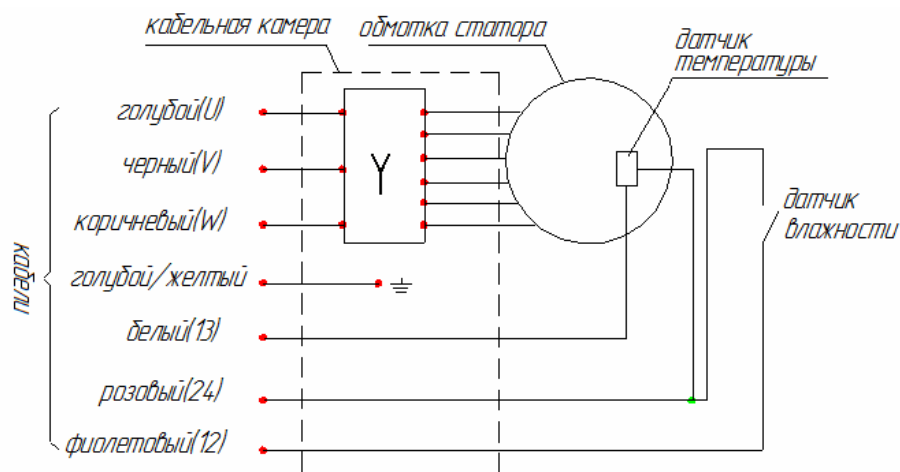 кабельная камера
обмотка статора
датчик
температуры
голубой(U)
черный(V)
Y
коричневый(W)
датчик
влажности
кабели
голубой/желтый
белый(13)
розовый(24)
фиолетовый(12)